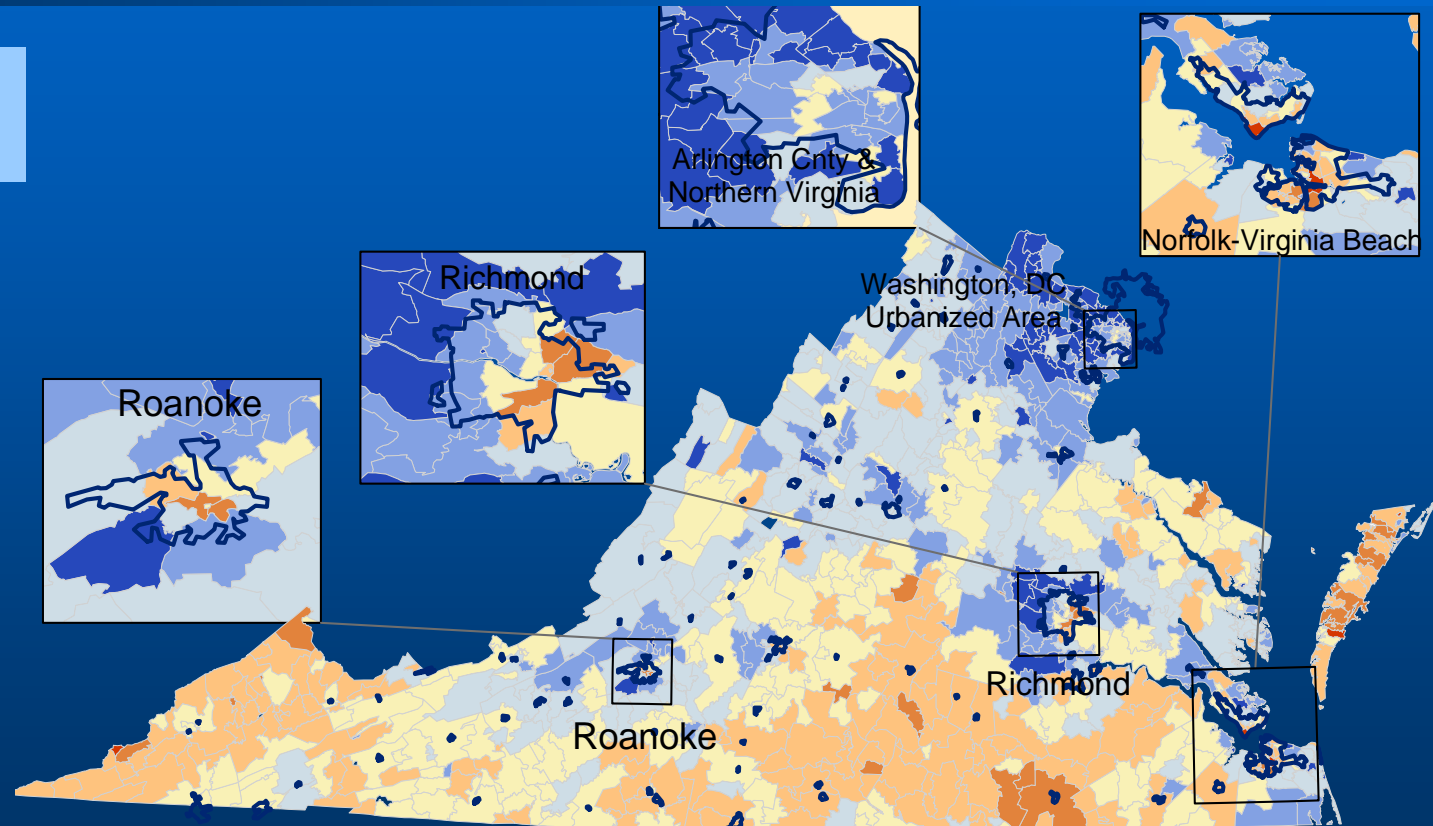 Arlington Cnty &
Northern Virginia
Norfolk-Virginia Beach
Richmond
Washington, DC
Urbanized Area
Roanoke
Richmond
Roanoke